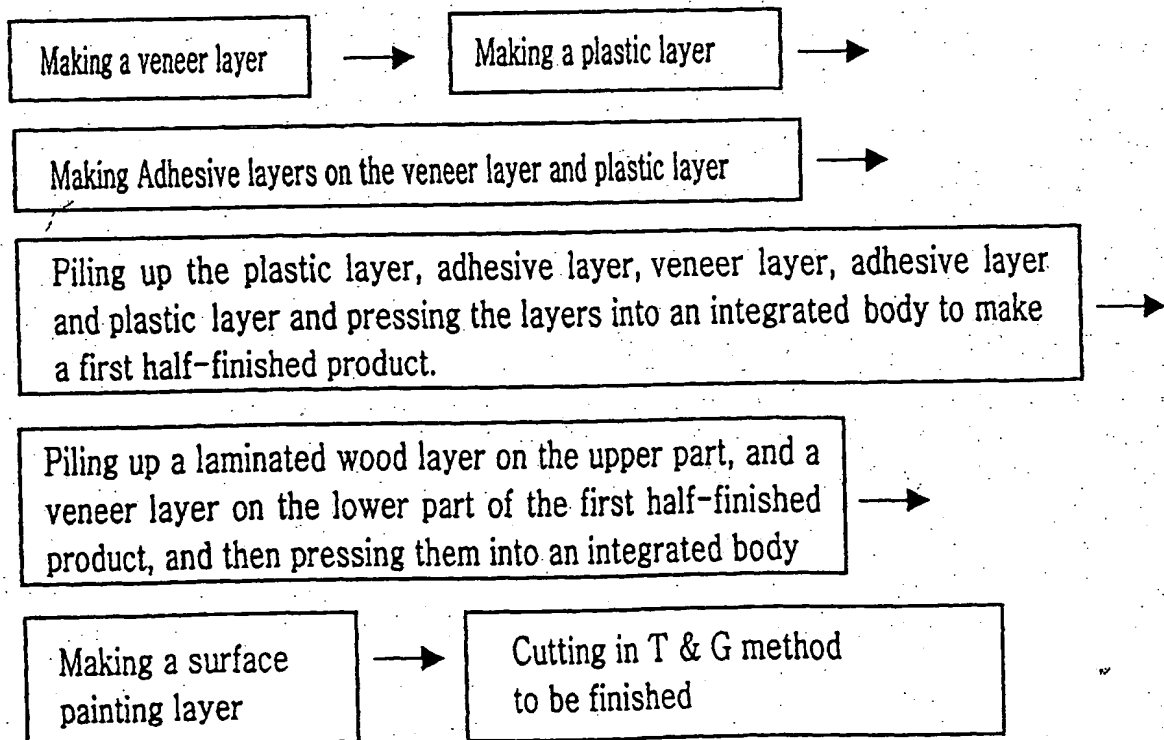 Making a veneer layer
Making a plastic layer
Making Adhesive layers on the veneer layer and plastic layer
Piling up the plastic layer, adhesive layer, veneer layer, adhesive layer
and plastic layer and pressing the layers into an integrated body to make
a first half-finished product.
Piling up a laminated wood layer on the upper part, and a
veneer layer on the lower part of the first half-finished
product, and then pressing them into an integrated body
Making a surface
painting layer
Cutting in T & G method
to be finished